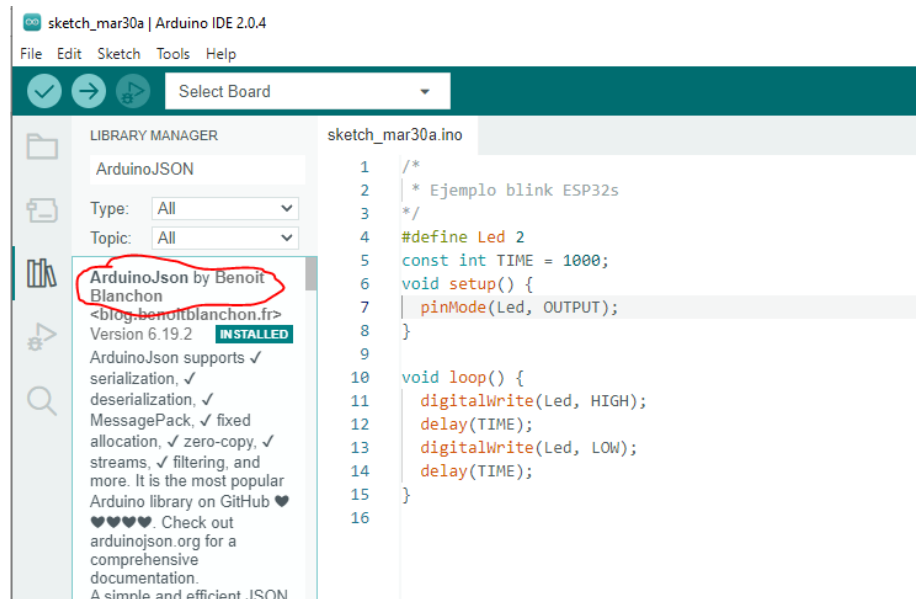 sketch_mar30a | Arduino IDE 2.0.4
File Edit Sketch Tools Help
Select Board
LIBRARY MANAGER
ArduinoJSON
Type: All
Topic: All
ArduinoJson by Benoit
Blanchon
<blog.benoitblanchon.fr>
Version 6.19.2 INSTALLED
ArduinoJson supports ✓
serialization, ✓
deserialization, ✓
MessagePack, ✓ fixed
allocation, ✓ zero-copy, ✓
streams, ✓ filtering, and
more. It is the most popular
Arduino library on GitHub ❤
❤❤❤❤. Check out
arduinojson.org for a
comprehensive
documentation.
A simple and efficient JSON
sketch_mar30a.ino
1 /*
2 * Ejemplo blink ESP32s
3 */
4 #define Led 2
5 const int TIME = 1000;
6 void setup() {
7 pinMode(Led, OUTPUT);
8 }
9
10 void loop() {
11 digitalWrite(Led, HIGH);
12 delay(TIME);
13 digitalWrite(Led, LOW);
14 delay(TIME);
15 }
16